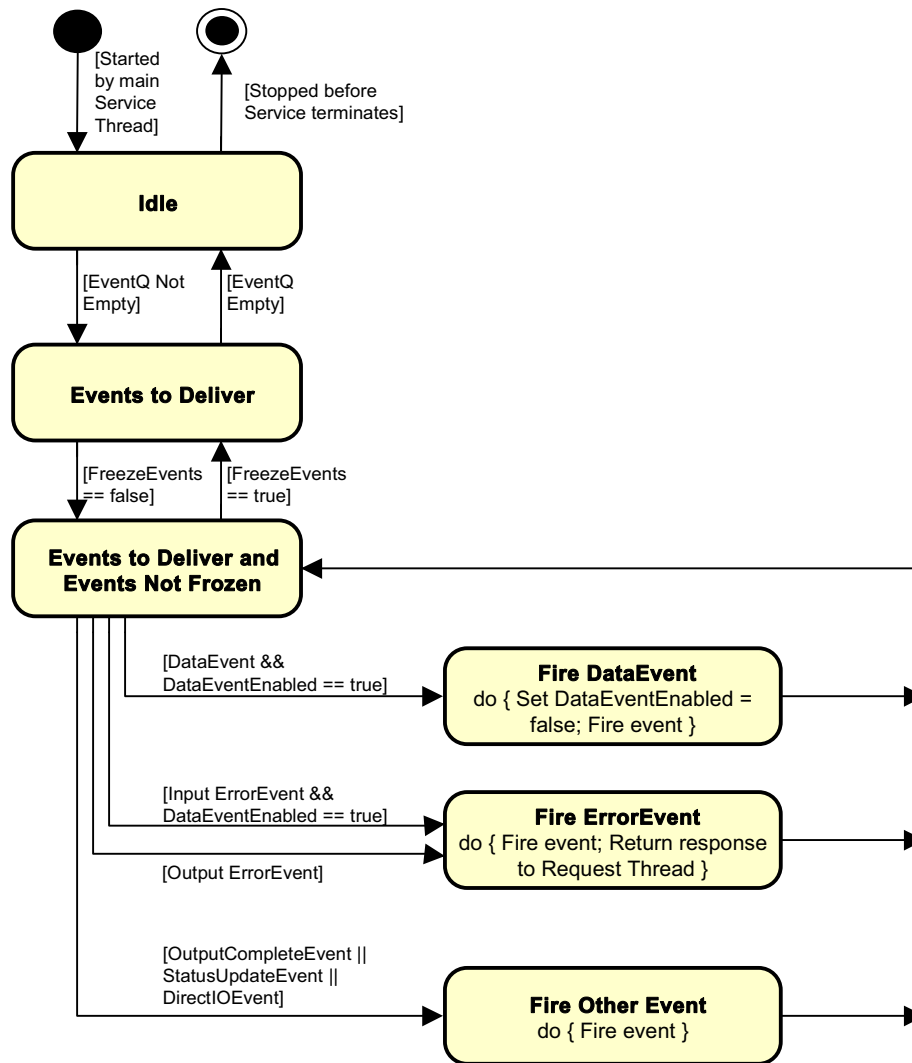 [Started
by main
Service
Thread]
[Stopped before
Service terminates]
Idle
[EventQ Not
Empty]
[EventQ
Empty]
Events to Deliver
[FreezeEvents
== false]
[FreezeEvents
== true]
Events to Deliver and
Events Not Frozen
[DataEvent &&
DataEventEnabled == true]
Fire DataEvent
do { Set DataEventEnabled =
false; Fire event }
[Input ErrorEvent &&
DataEventEnabled == true]
Fire ErrorEvent
do { Fire event; Return response
to Request Thread }
[Output ErrorEvent]
[OutputCompleteEvent ||
StatusUpdateEvent ||
DirectIOEvent]
Fire Other Event
do { Fire event }